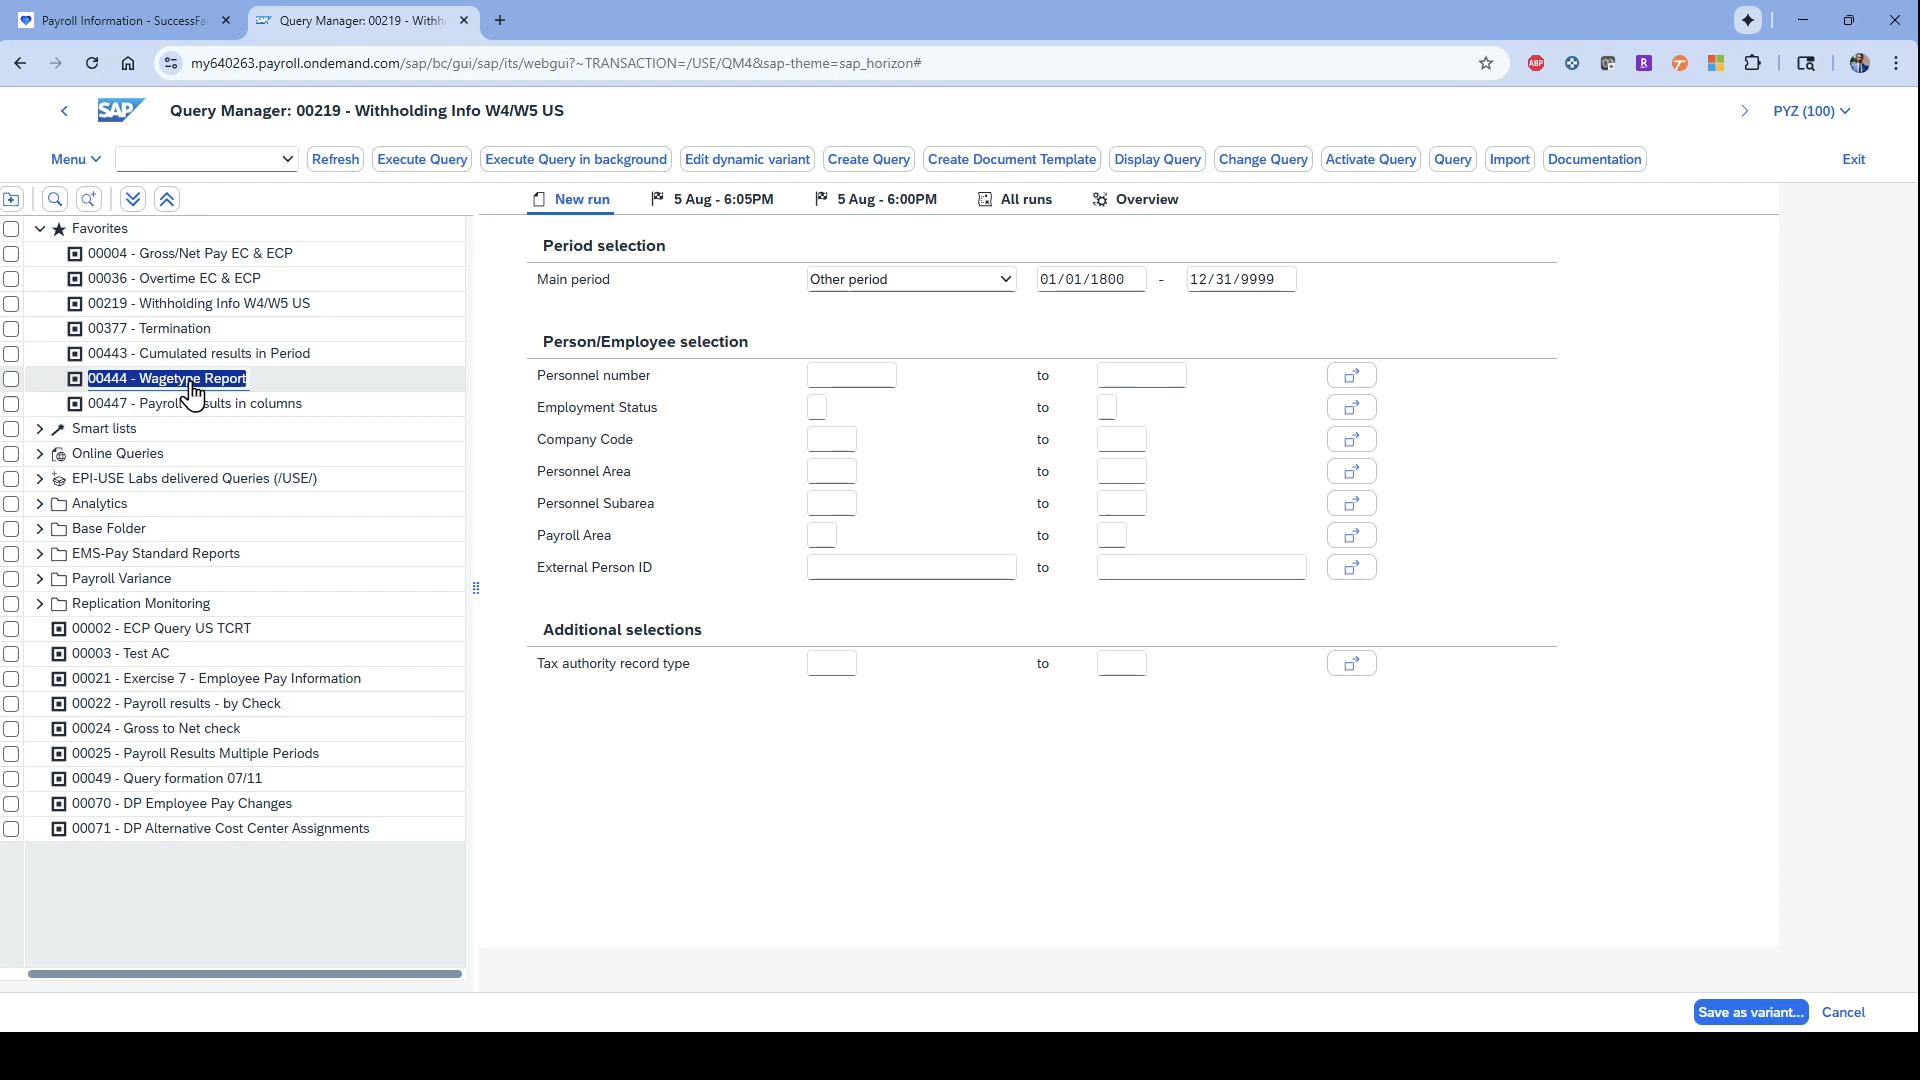 Payroll Information - SuccessFa
Query Manager: 00219 - Withh
my640263.payroll.ondemand.com/sap/bc/gui/sap/its/webgui?~TRANSACTION=/USE/QM4&sap-theme=sap_horizon#
SAP Query Manager: 00219 - Withholding Info W4/W5 US PYZ (100)
Menu Refresh Execute Query Execute Query in background Edit dynamic variant Create Query Create Document Template Display Query Change Query Activate Query Query Import Documentation Exit
New run 5 Aug - 6:05PM 5 Aug - 6:00PM All runs Overview
Favorites
00004 - Gross/Net Pay EC & ECP
00036 - Overtime EC & ECP
00219 - Withholding Info W4/W5 US
00377 - Termination
00443 - Cumulated results in Period
00444 - Wagetype Report
00447 - Payroll results in columns
Smart lists
Online Queries
EPI-USE Labs delivered Queries (/USE/)
Analytics
Base Folder
EMS-Pay Standard Reports
Payroll Variance
Replication Monitoring
00002 - ECP Query US TCRT
00003 - Test AC
00021 - Exercise 7 - Employee Pay Information
00022 - Payroll results - by Check
00024 - Gross to Net check
00025 - Payroll Results Multiple Periods
00049 - Query formation 07/11
00070 - DP Employee Pay Changes
00071 - DP Alternative Cost Center Assignments
Period selection
Main period Other period 01/01/1800 - 12/31/9999
Person/Employee selection
Personnel number to
Employment Status to
Company Code to
Personnel Area to
Personnel Subarea to
Payroll Area to
External Person ID to
Additional selections
Tax authority record type to
Save as variant... Cancel